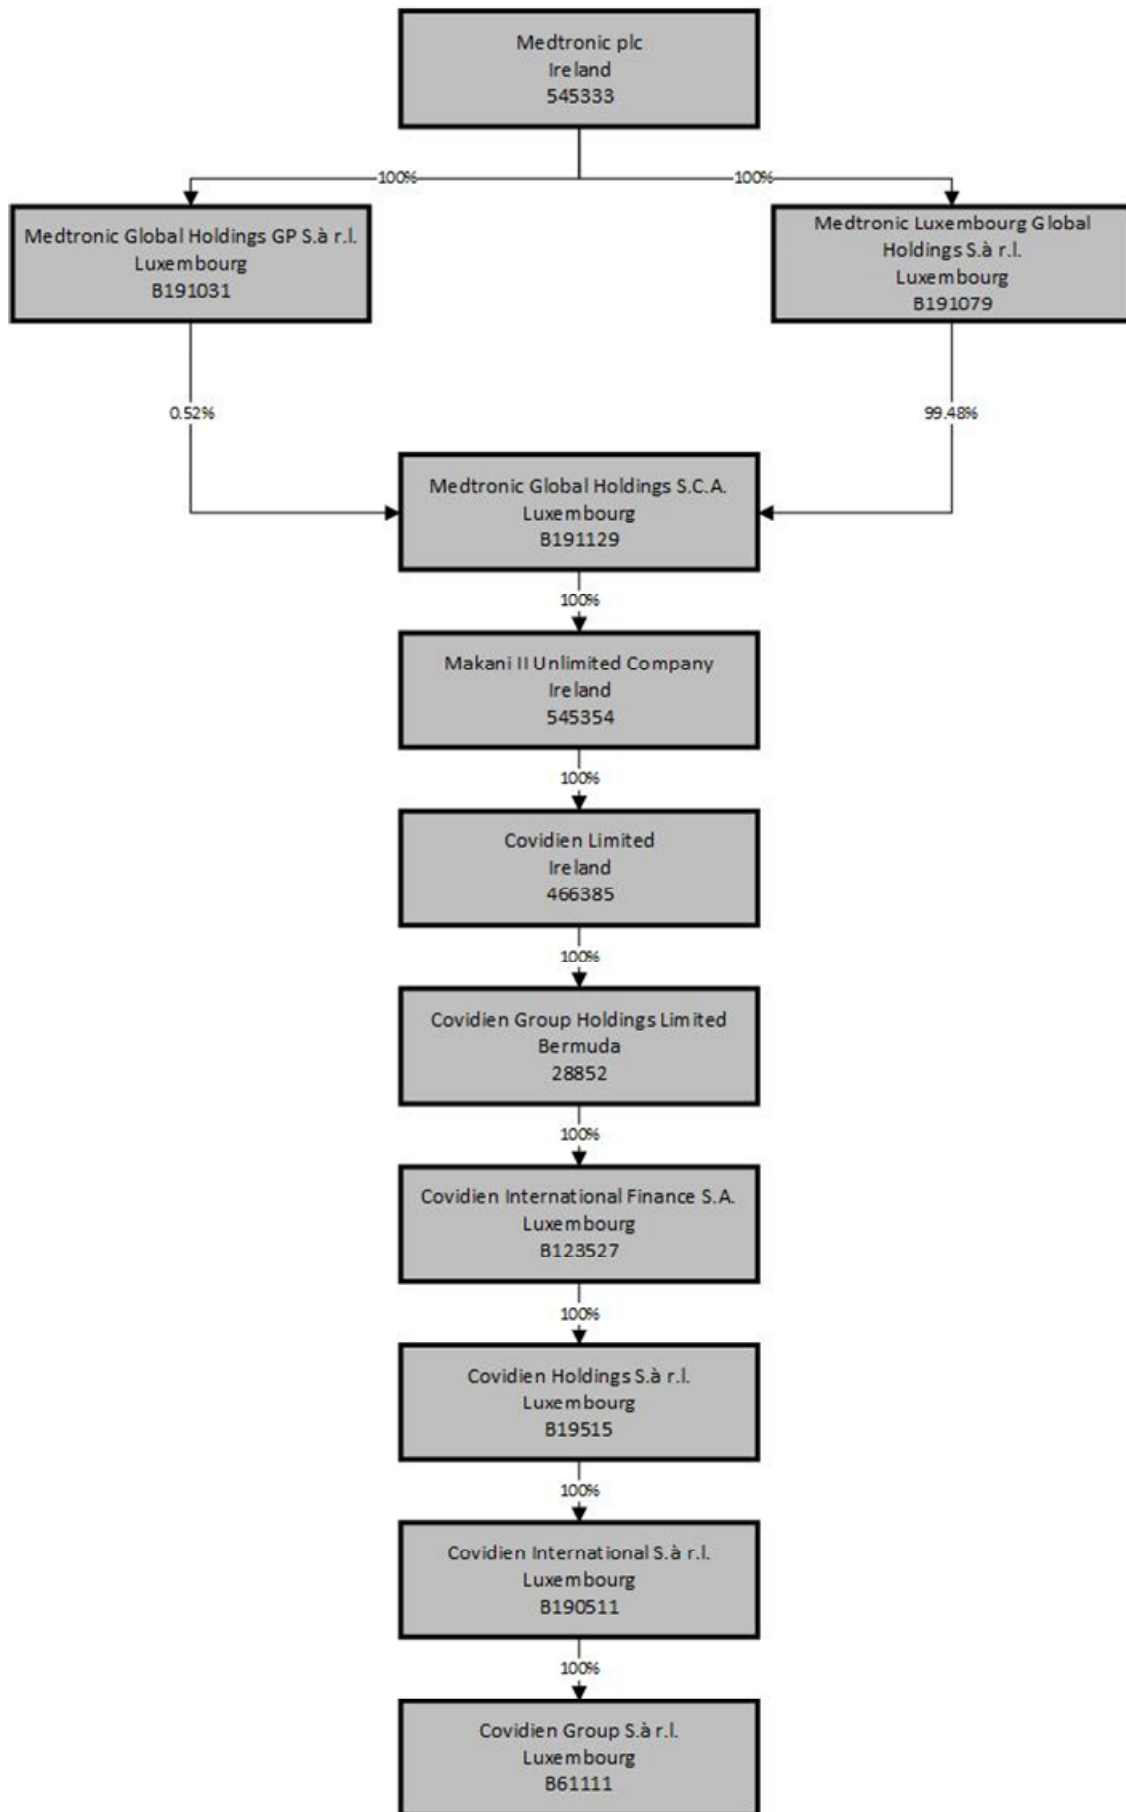 Medtronic plc
Ireland
545333
100%
100%
Medtronic Global Holdings GP S.à r.l.
Luxembourg
B191031
Medtronic Luxembourg Global
Holdings S.à r.l.
Luxembourg
B191079
0.52%
99.48%
Medtronic Global Holdings S.C.A.
Luxembourg
B191129
100%
Makani II Unlimited Company
Ireland
545354
100%
Covidien Limited
Ireland
466385
100%
Covidien Group Holdings Limited
Bermuda
28852
100%
Covidien International Finance S.A.
Luxembourg
B123527
100%
Covidien Holdings S.à r.l.
Luxembourg
B19515
100%
Covidien International S.à r.l.
Luxembourg
B190511
100%
Covidien Group S.à r.l.
Luxembourg
B61111